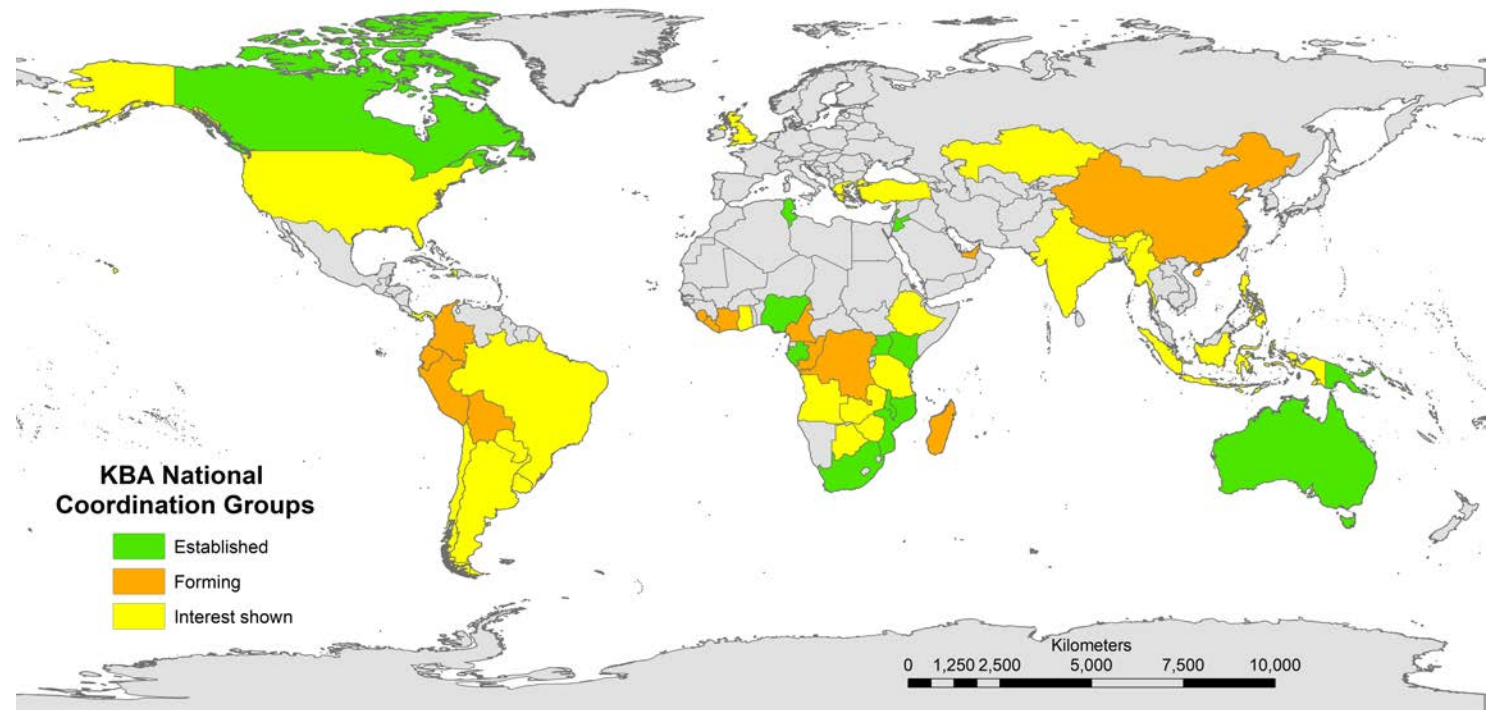 KBA National
Coordination Groups
Established
Forming
Interest shown
Kilometers
0 1,250 2,500 5,000 7,500 10,000